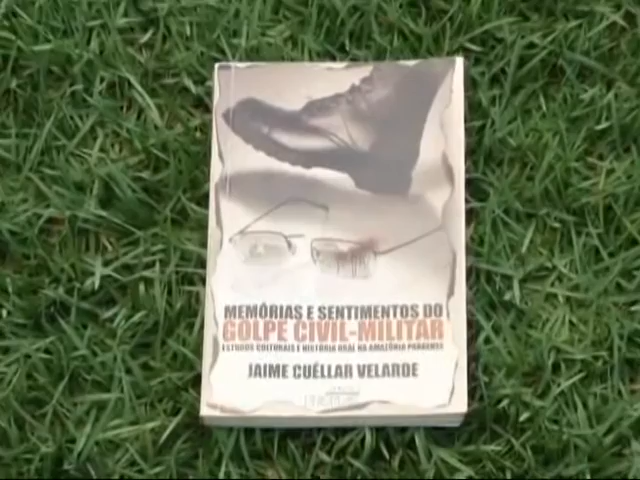 MEMÓRIAS E SENTIMENTOS DO
GOLPE CIVIL-MILITAR
ESTUDOS CULTURAIS E HISTÓRIA ORAL NA AMAZÔNIA PARAENSE
JAIME CUÉLLAR VELARDE